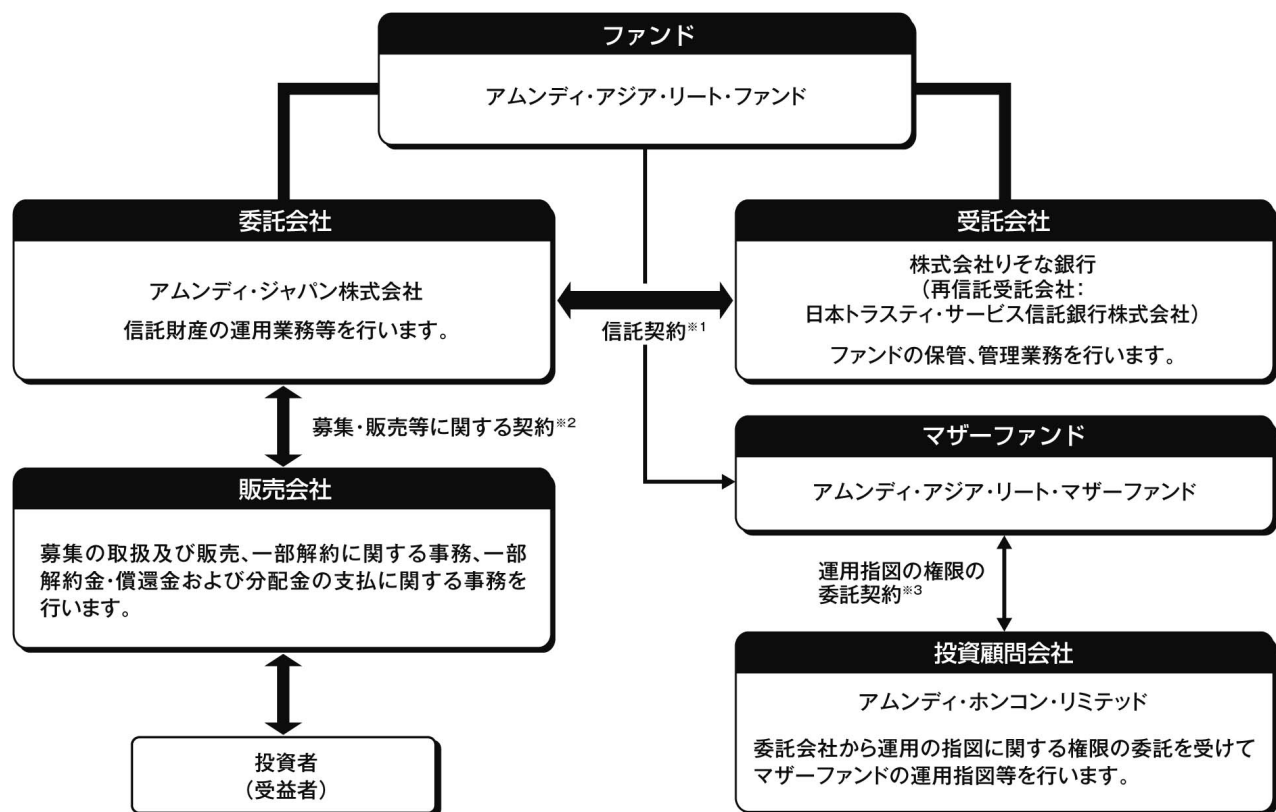 ファンド
アムンディ・アジア・リート・ファンド
委託会社
アムンディ・ジャパン株式会社
信託財産の運用業務等を行います。
信託契約※1
受託会社
株式会社りそな銀行
（再信託受託会社：
日本トラスティ・サービス信託銀行株式会社）
ファンドの保管、管理業務を行います。
募集・販売等に関する契約※2
マザーファンド
アムンディ・アジア・リート・マザーファンド
販売会社
募集の取扱及び販売、一部解約に関する事務、一部
解約金・償還金および分配金の支払に関する事務を
行います。
運用指図の権限の
委託契約※3
投資顧問会社
アムンディ・ホンコン・リミテッド
委託会社から運用の指図に関する権限の委託を受けて
マザーファンドの運用指図等を行います。
投資者
（受益者）